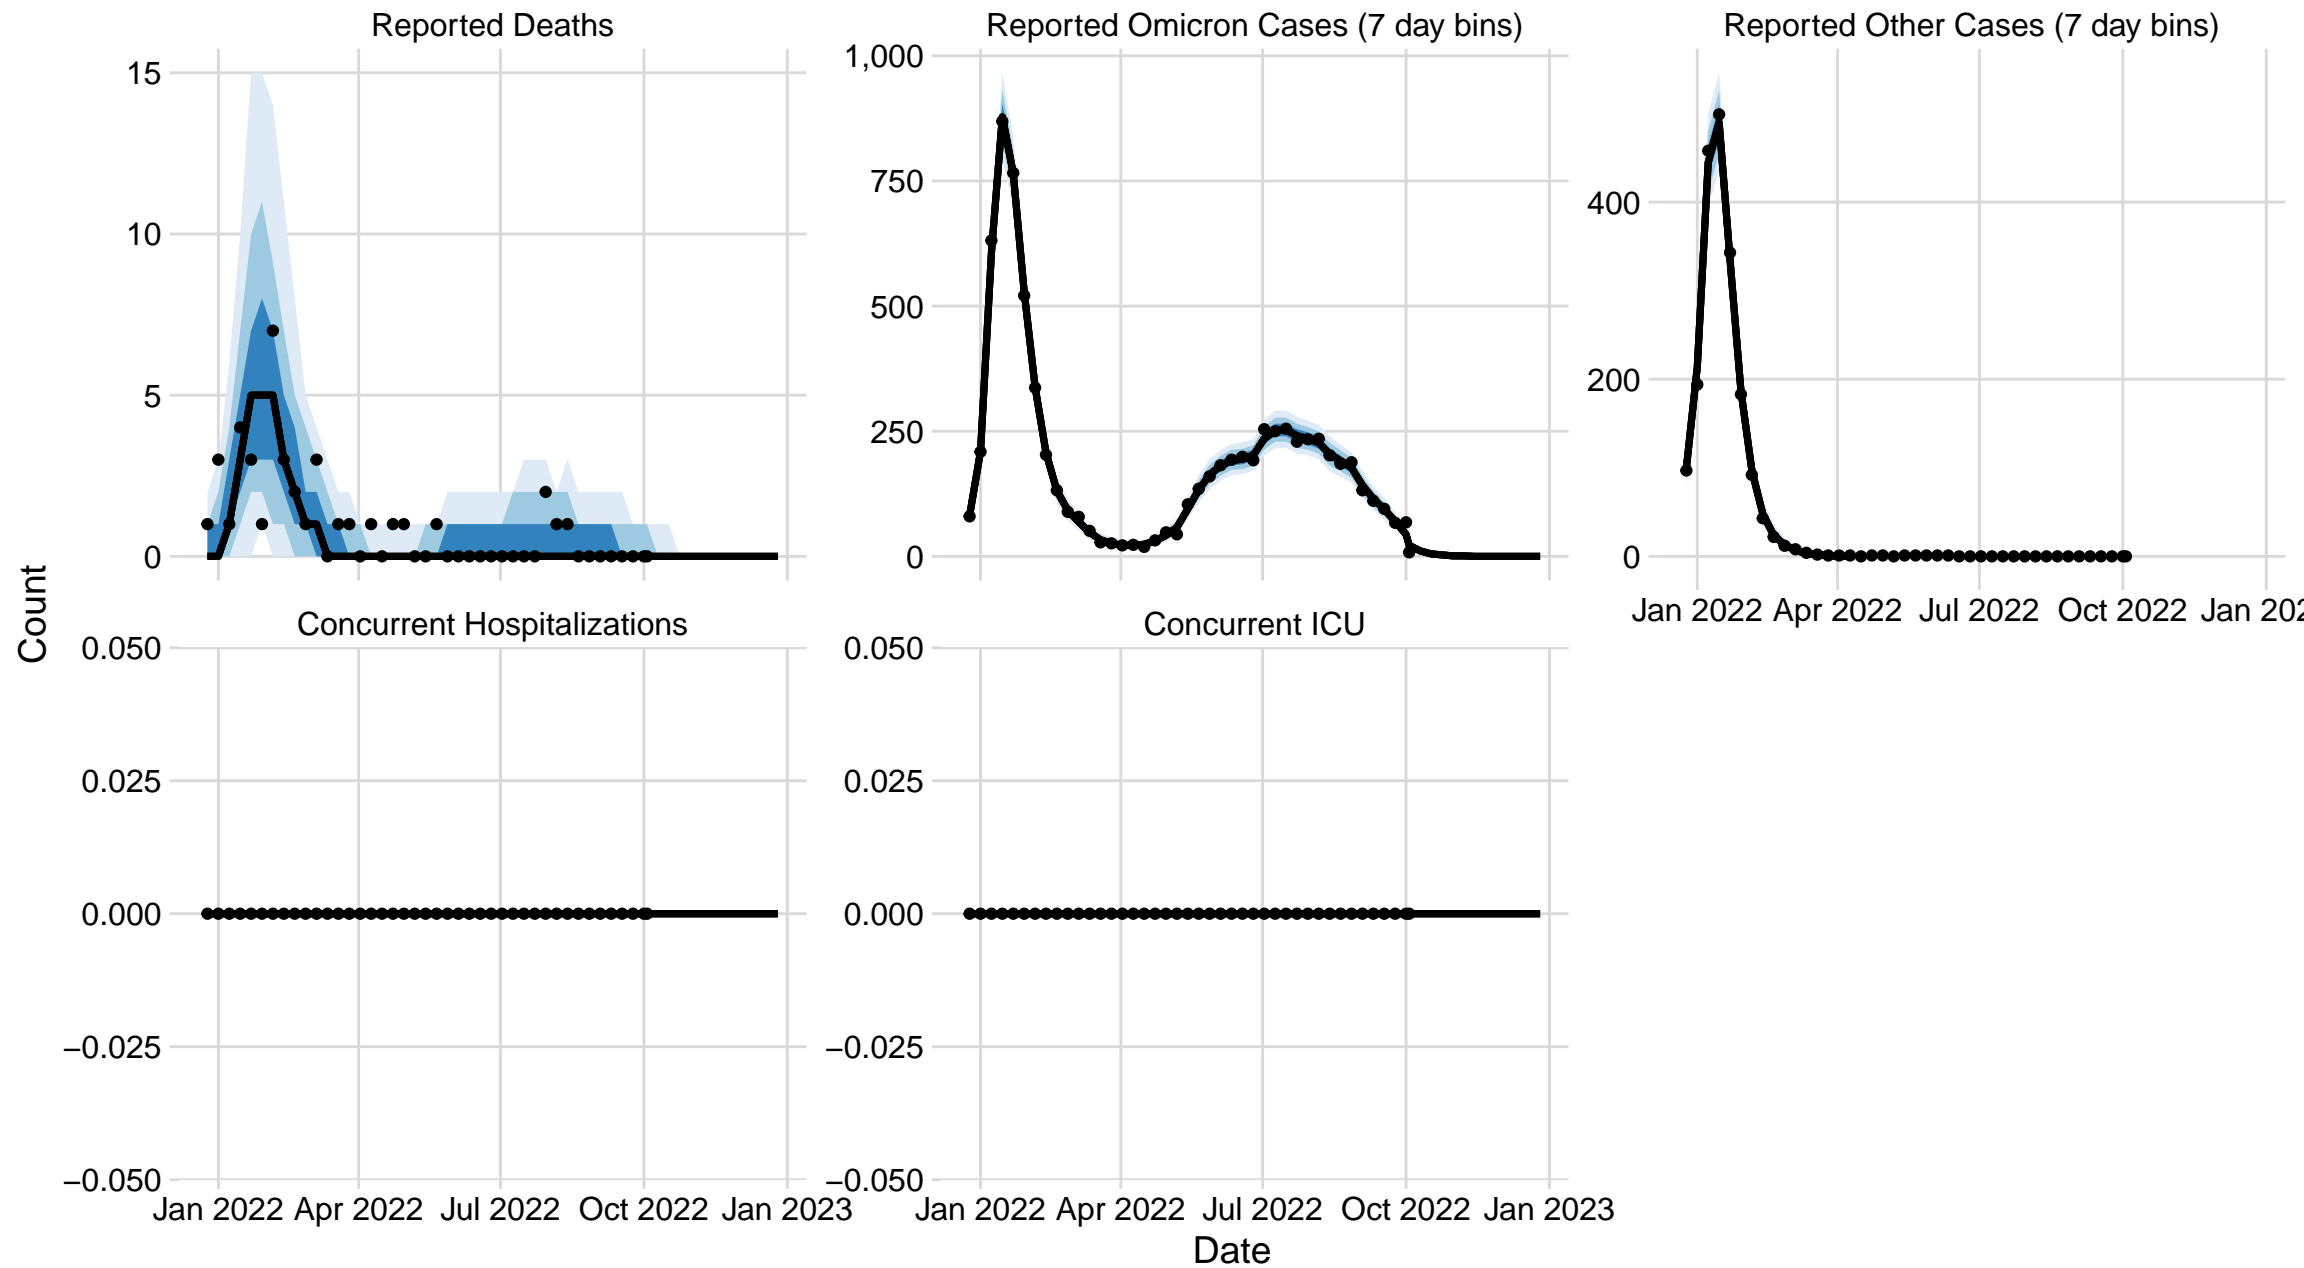 Reported Deaths
Reported Omicron Cases (7 day bins)
Reported Other Cases (7 day bins)
15
10
5
0
1,000
750
500
250
0
400
200
0
Jan 2022 Apr 2022 Jul 2022 Oct 2022 Jan 202
Count
Concurrent Hospitalizations
Concurrent ICU
0.050
0.025
0.000
−0.025
−0.050
0.050
0.025
0.000
−0.025
−0.050
Jan 2022 Apr 2022 Jul 2022 Oct 2022 Jan 2023
Jan 2022 Apr 2022 Jul 2022 Oct 2022 Jan 2023
Date